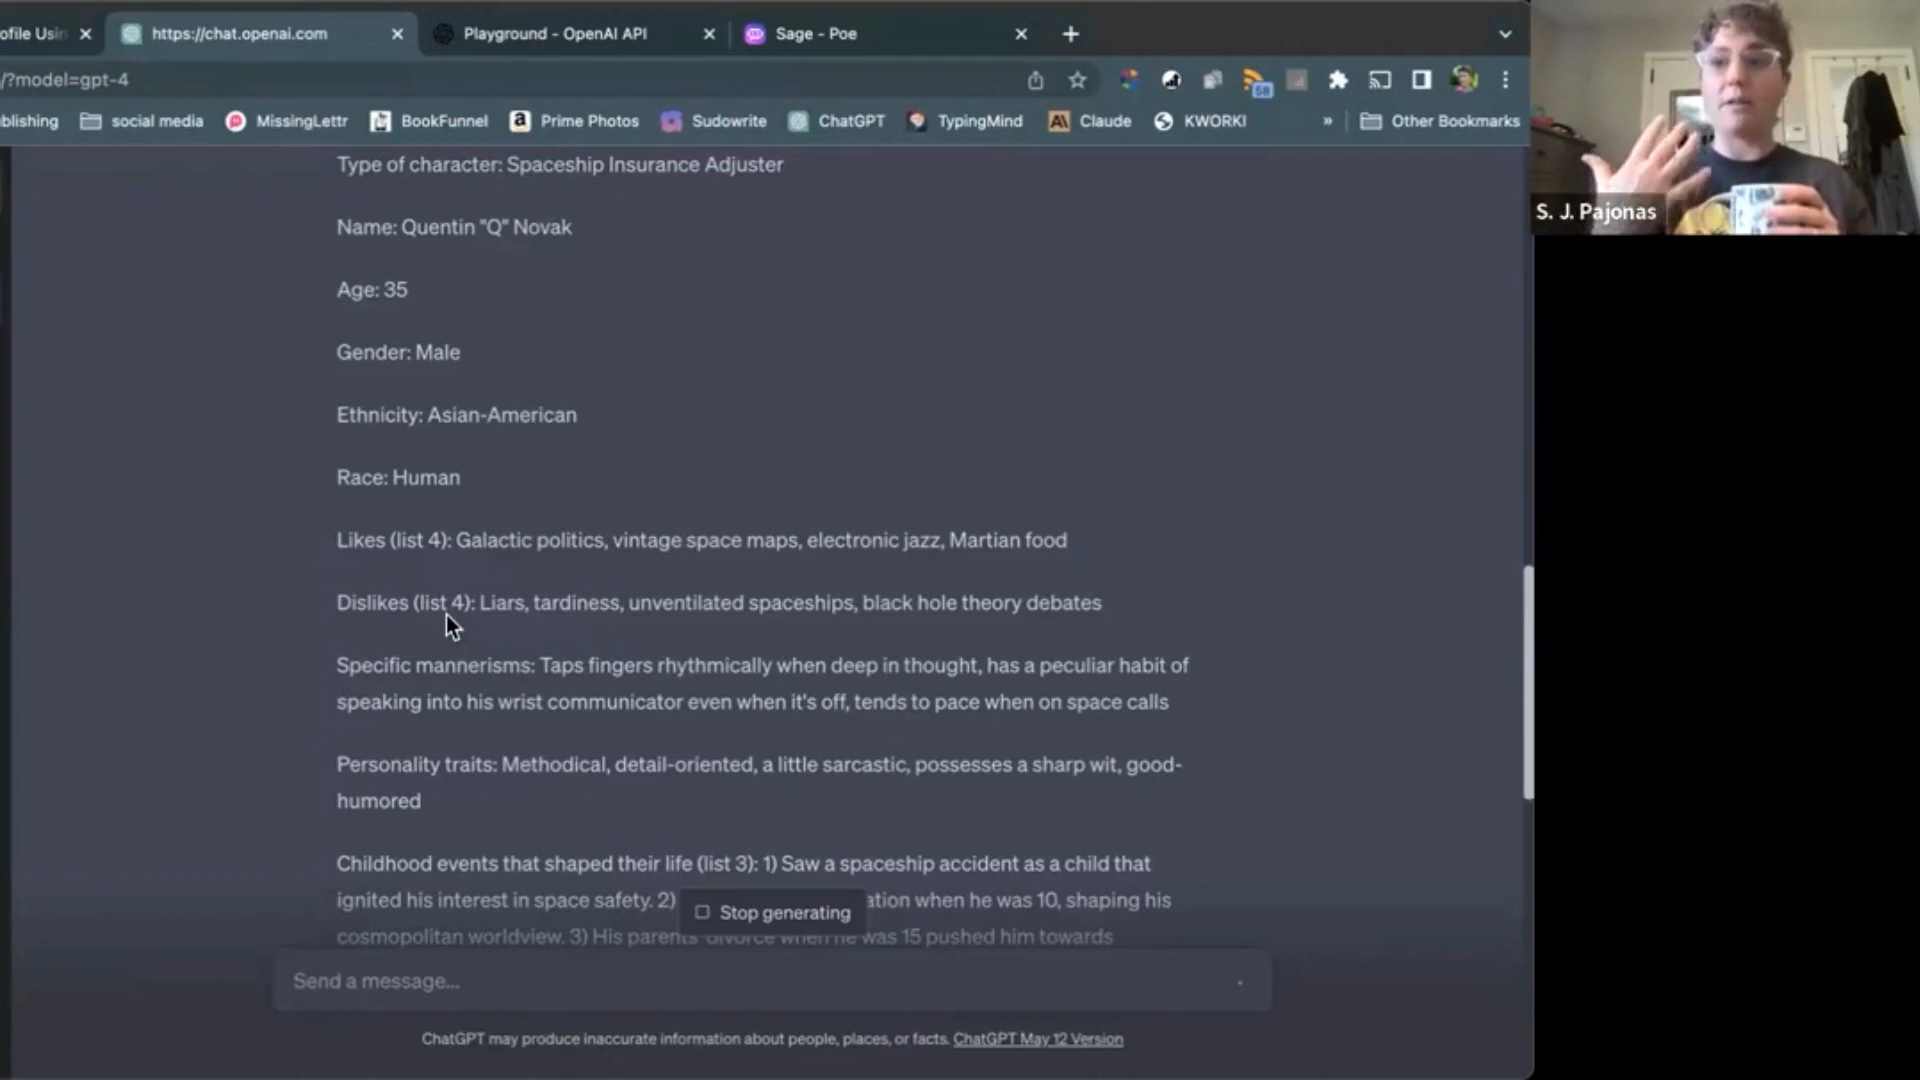 ofile Usin
https://chat.openai.com
Playground - OpenAI API
Sage - Poe
/?model=gpt-4
58
blishing
social media
MissingLettr
BookFunnel
a
Prime Photos
Sudowrite
ChatGPT
TypingMind
A\
Claude
KWORKI
»
Other Bookmarks
S. J. Pajonas
Type of character: Spaceship Insurance Adjuster
Name: Quentin "Q" Novak
Age: 35
Gender: Male
Ethnicity: Asian-American
Race: Human
Likes (list 4): Galactic politics, vintage space maps, electronic jazz, Martian food
Dislikes (list 4): Liars, tardiness, unventilated spaceships, black hole theory debates
Specific mannerisms: Taps fingers rhythmically when deep in thought, has a peculiar habit of
speaking into his wrist communicator even when it's off, tends to pace when on space calls
Personality traits: Methodical, detail-oriented, a little sarcastic, possesses a sharp wit, good-
humored
Childhood events that shaped their life (list 3): 1) Saw a spaceship accident as a child that
ignited his interest in space safety. 2) ation when he was 10, shaping his
Stop generating
cosmopolitan worldview. 3) His parents' divorce when he was 15 pushed him towards
Send a message...
ChatGPT may produce inaccurate information about people, places, or facts. ChatGPT May 12 Version